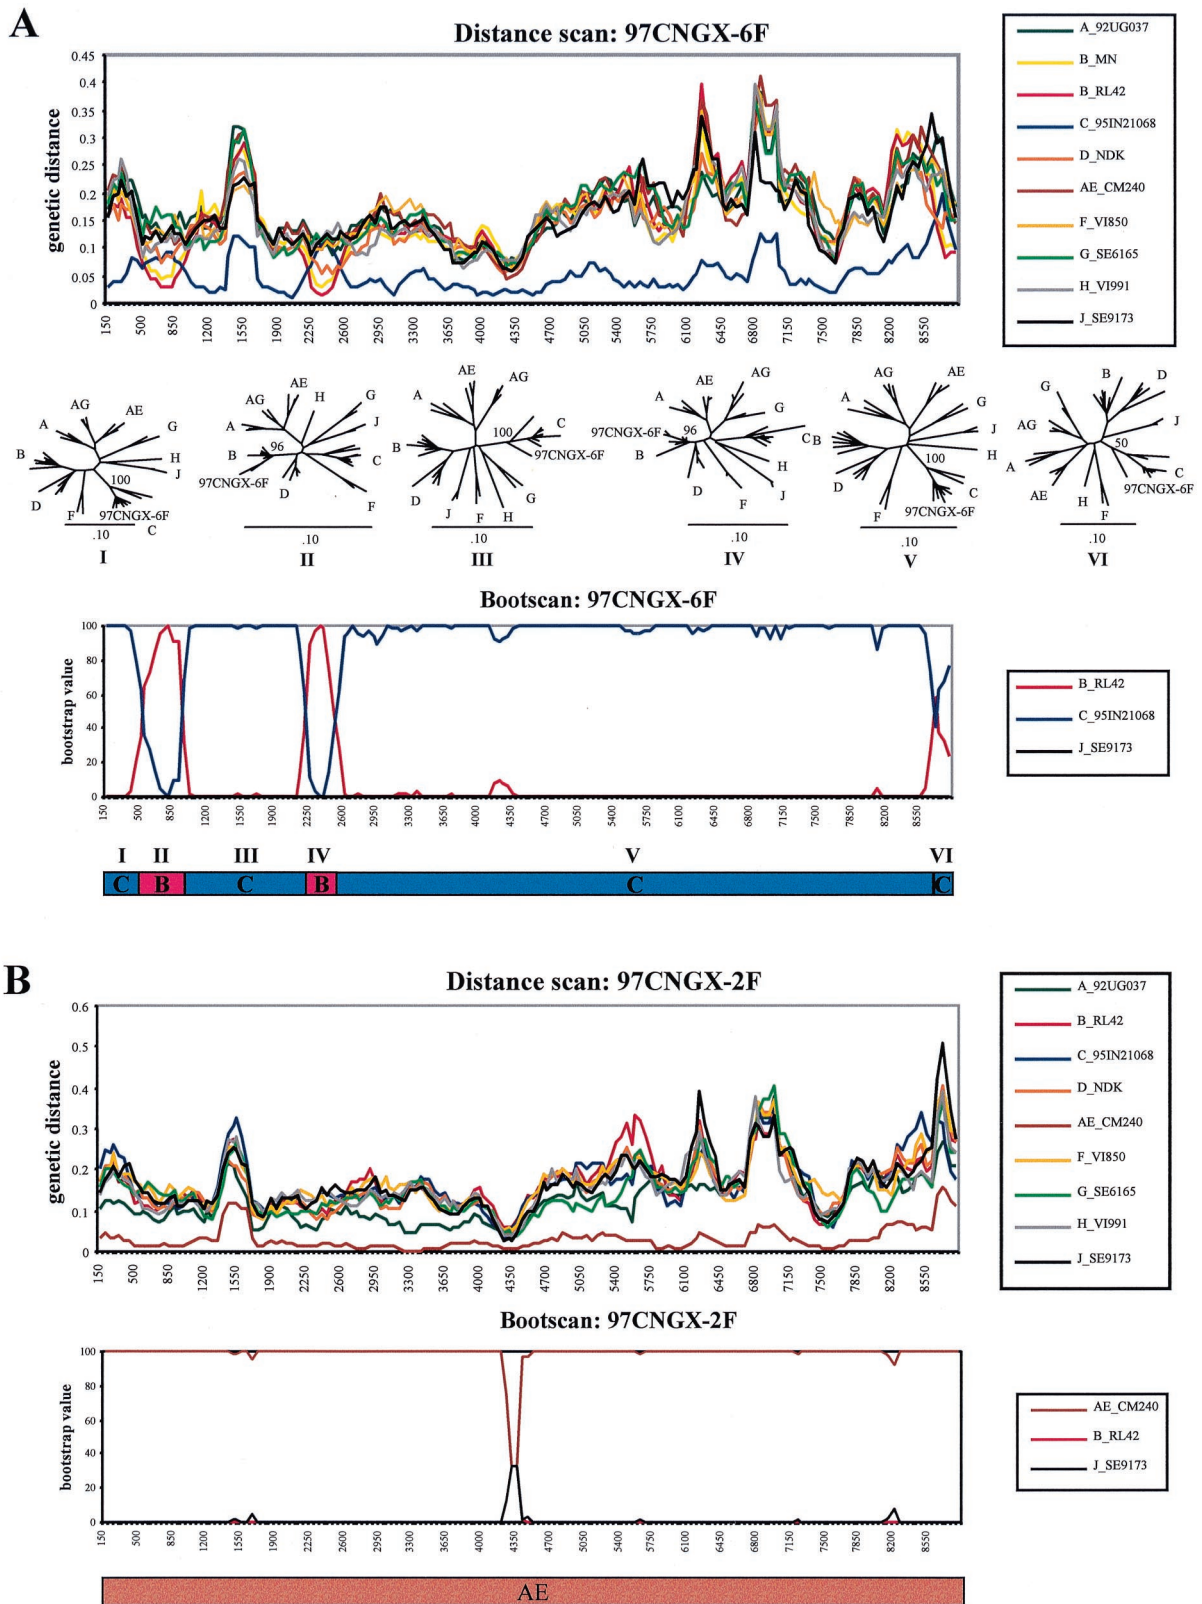 A
Distance scan: 97CNGX-6F
genetic distance
0.45
0.4
0.35
0.3
0.25
0.2
0.15
0.1
0.05
0
150 500 850 1200 1550 1900 2250 2600 2950 3300 3650 4000 4350 4700 5050 5400 5750 6100 6450 6800 7150 7500 7850 8200 8550
A_92UG037
B_MN
B_RL42
C_95IN21068
D_NDK
AE_CM240
F_VI850
G_SE6165
H_VI991
J_SE9173
A AG AE G H J 100 97CNGX-6F C F D B
.10
I
A AG AE H G J C F D 97CNGX-6F B 96
.10
II
A AE AG C 100 97CNGX-6F G H F J D B
.10
III
A AE AG G C H J F D B 97CNGX-6F 96
.10
IV
A AG AE G J H 100 C 97CNGX-6F F D B
.10
V
G B D J 50 C 97CNGX-6F F H AE A AG
.10
VI
Bootscan: 97CNGX-6F
bootstrap value
100
80
60
40
20
0
150 500 850 1200 1550 1900 2250 2600 2950 3300 3650 4000 4350 4700 5050 5400 5750 6100 6450 6800 7150 7500 7850 8200 8550
B_RL42
C_95IN21068
J_SE9173
I II III IV V VI
C B C B C C
B
Distance scan: 97CNGX-2F
genetic distance
0.6
0.5
0.4
0.3
0.2
0.1
0
150 500 850 1200 1550 1900 2250 2600 2950 3300 3650 4000 4350 4700 5050 5400 5750 6100 6450 6800 7150 7500 7850 8200 8550
A_92UG037
B_RL42
C_95IN21068
D_NDK
AE_CM240
F_VI850
G_SE6165
H_VI991
J_SE9173
Bootscan: 97CNGX-2F
bootstrap value
100
80
60
40
20
0
150 500 850 1200 1550 1900 2250 2600 2950 3300 3650 4000 4350 4700 5050 5400 5750 6100 6450 6800 7150 7500 7850 8200 8550
AE_CM240
B_RL42
J_SE9173
AE